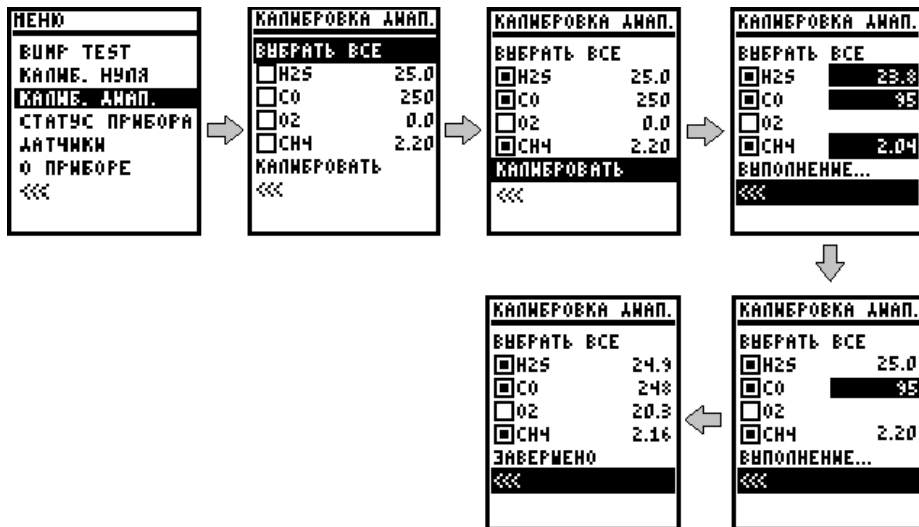 МЕНЮ
BUMP TEST
КАЛИБ. НУЛЯ
КАЛИБ. ДИАП.
СТАТУС ПРИБОРА
ДАТЧИКИ
О ПРИБОРЕ
<<<
КАЛИБРОВКА ДИАП.
ВЫБРАТЬ ВСЕ
H2S 25.0
CO 250
O2 0.0
CH4 2.20
КАЛИБРОВАТЬ
<<<
КАЛИБРОВКА ДИАП.
ВЫБРАТЬ ВСЕ
H2S 25.0
CO 250
O2 0.0
CH4 2.20
КАЛИБРОВАТЬ
<<<
КАЛИБРОВКА ДИАП.
ВЫБРАТЬ ВСЕ
H2S 23.8
CO 95
O2
CH4 2.04
ВЫПОЛНЕНИЕ...
<<<
КАЛИБРОВКА ДИАП.
ВЫБРАТЬ ВСЕ
H2S 25.0
CO 95
O2
CH4 2.20
ВЫПОЛНЕНИЕ...
<<<
КАЛИБРОВКА ДИАП.
ВЫБРАТЬ ВСЕ
H2S 24.9
CO 248
O2 20.3
CH4 2.16
ЗАВЕРШЕНО
<<<